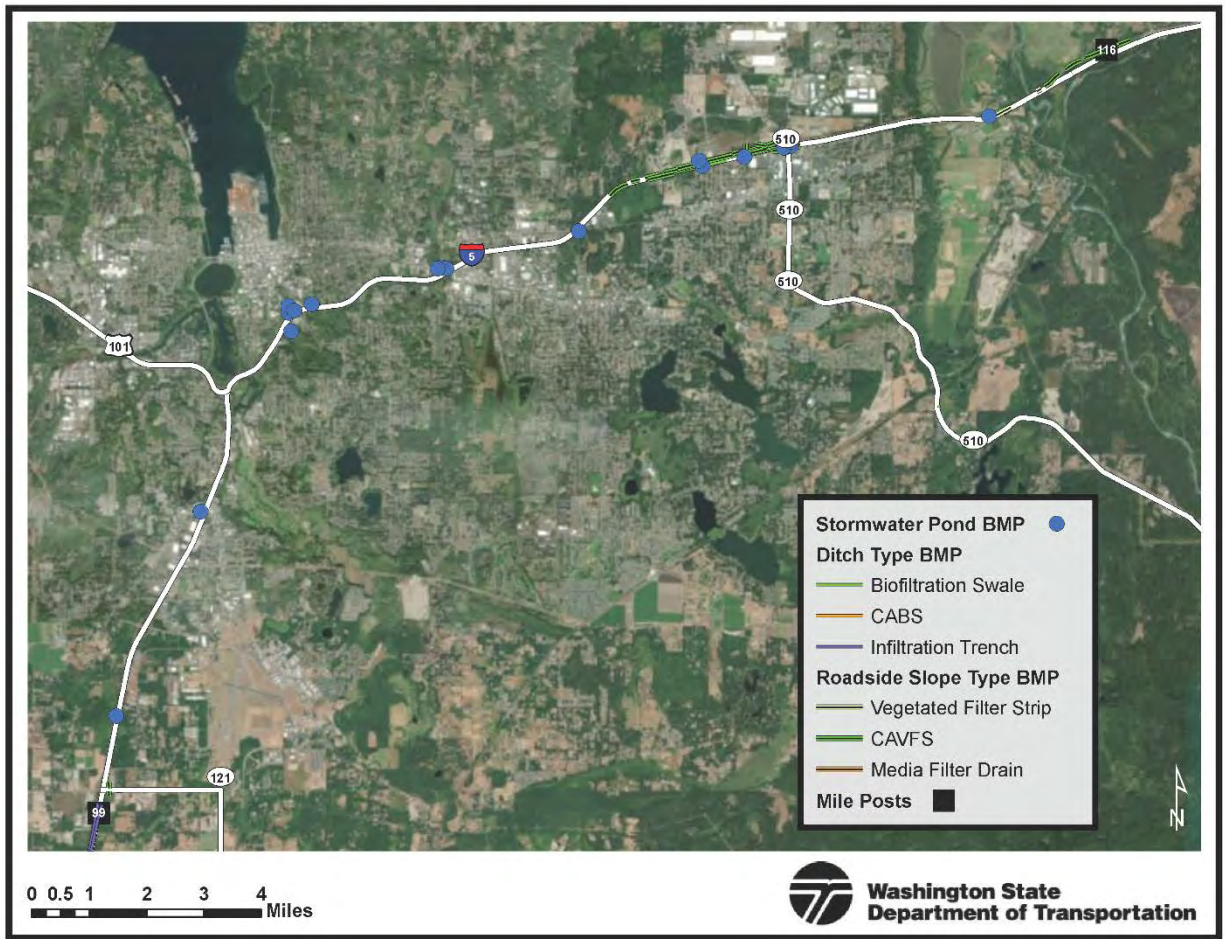 116
510
510
5
510
101
510
121
99
Stormwater Pond BMP
Ditch Type BMP
Biofiltration Swale
CABS
Infiltration Trench
Roadside Slope Type BMP
Vegetated Filter Strip
CAVFS
Media Filter Drain
Mile Posts
N
0 0.5 1 2 3 4
Miles
Washington State
Department of Transportation